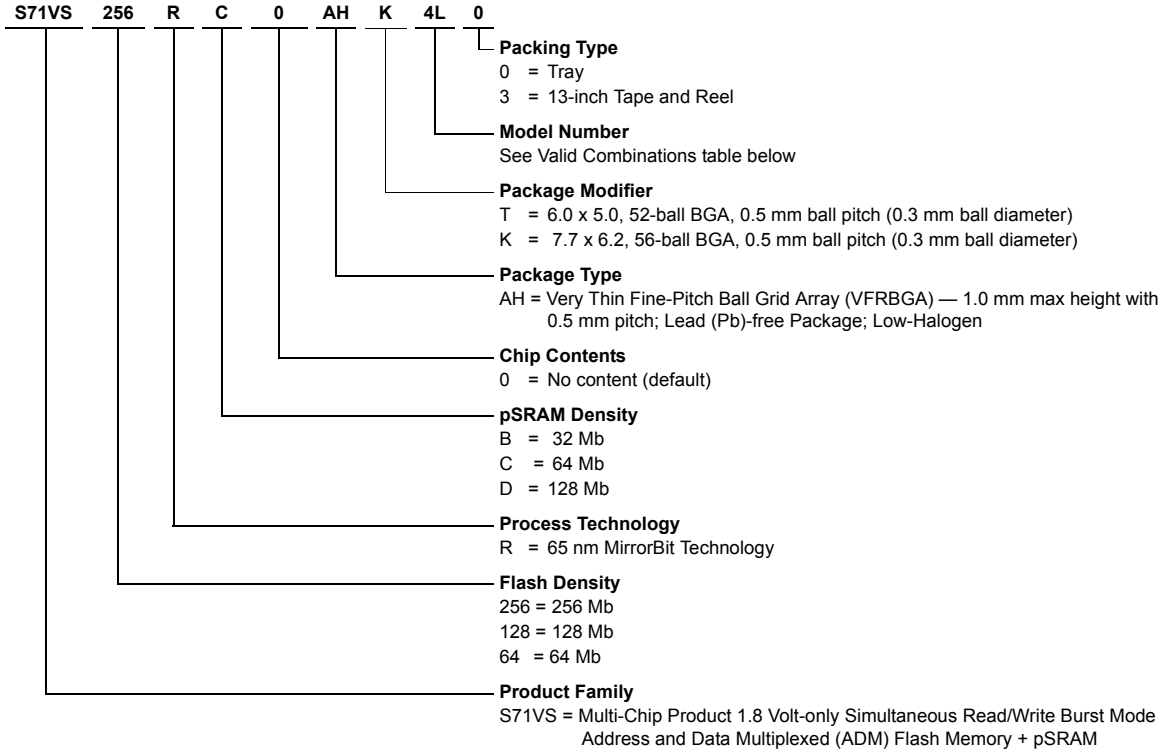 S71VS 256 R C 0 AH K 4L 0
Packing Type
0 = Tray
3 = 13-inch Tape and Reel
Model Number
See Valid Combinations table below
Package Modifier
T = 6.0 x 5.0, 52-ball BGA, 0.5 mm ball pitch (0.3 mm ball diameter)
K = 7.7 x 6.2, 56-ball BGA, 0.5 mm ball pitch (0.3 mm ball diameter)
Package Type
AH = Very Thin Fine-Pitch Ball Grid Array (VFRBGA) — 1.0 mm max height with
0.5 mm pitch; Lead (Pb)-free Package; Low-Halogen
Chip Contents
0 = No content (default)
pSRAM Density
B = 32 Mb
C = 64 Mb
D = 128 Mb
Process Technology
R = 65 nm MirrorBit Technology
Flash Density
256 = 256 Mb
128 = 128 Mb
64 = 64 Mb
Product Family
S71VS = Multi-Chip Product 1.8 Volt-only Simultaneous Read/Write Burst Mode
Address and Data Multiplexed (ADM) Flash Memory + pSRAM